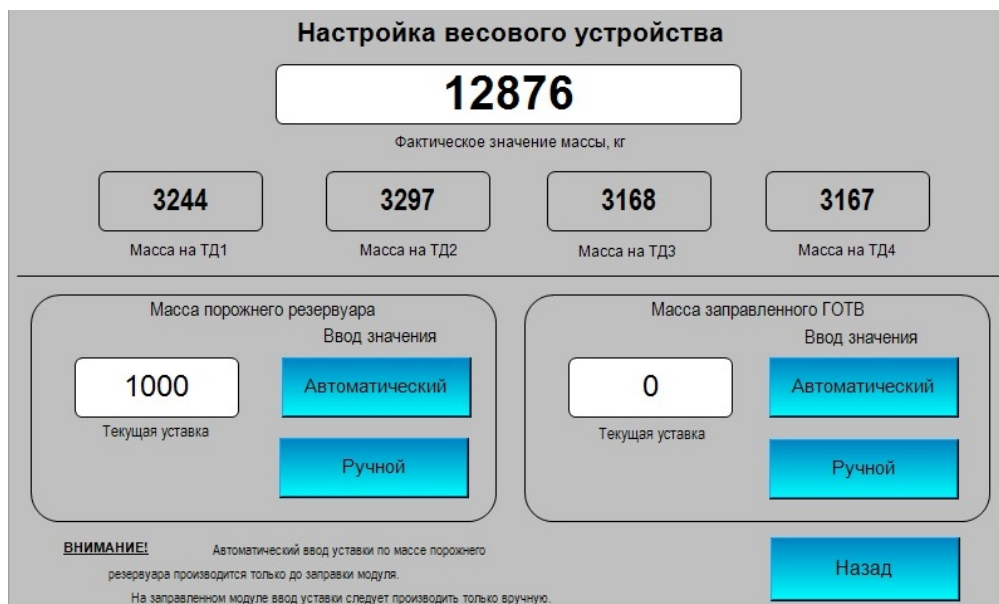 Настройка весового устройства
12876
Фактическое значение массы, кг
3244 3297 3168 3167
Масса на ТД1 Масса на ТД2 Масса на ТД3 Масса на ТД4
Масса порожнего резервуара
Ввод значения
1000
Автоматический
Текущая уставка
Ручной
Масса заправленного ГОТВ
Ввод значения
0
Автоматический
Текущая уставка
Ручной
ВНИМАНИЕ! Автоматический ввод уставки по массе порожнего
резервуара производится только до заправки модуля.
На заправленном модуле ввод уставки следует производить только вручную.
Назад